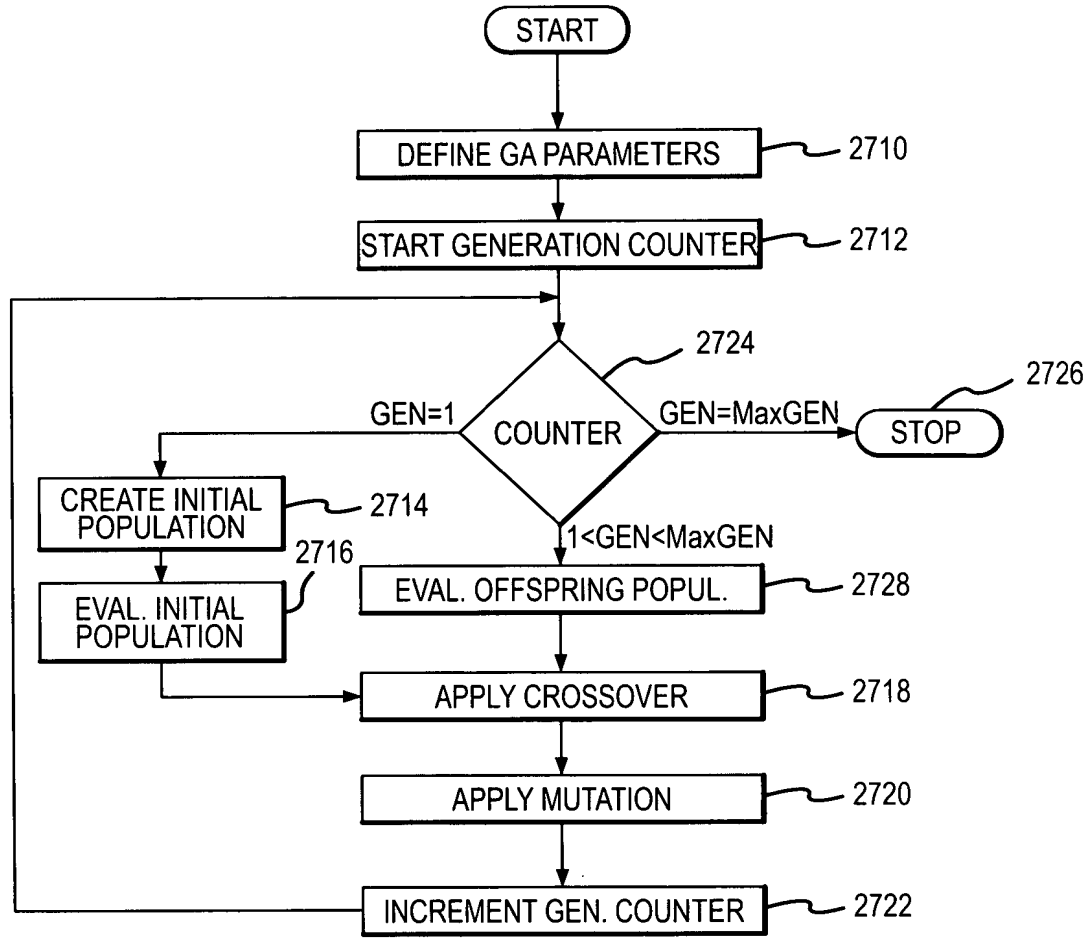 START
DEFINE GA PARAMETERS
2710
START GENERATION COUNTER
2712
2724
2726
GEN=1
COUNTER
GEN=MaxGEN
STOP
CREATE INITIAL
POPULATION
2714
1<GEN<MaxGEN
2716
EVAL. INITIAL
POPULATION
EVAL. OFFSPRING POPUL.
2728
APPLY CROSSOVER
2718
APPLY MUTATION
2720
INCREMENT GEN. COUNTER
2722